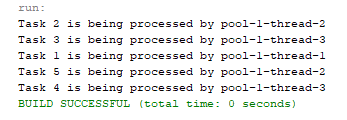 run:
Task 2 is being processed by pool-1-thread-2
Task 3 is being processed by pool-1-thread-3
Task 1 is being processed by pool-1-thread-1
Task 5 is being processed by pool-1-thread-2
Task 4 is being processed by pool-1-thread-3
BUILD SUCCESSFUL (total time: 0 seconds)